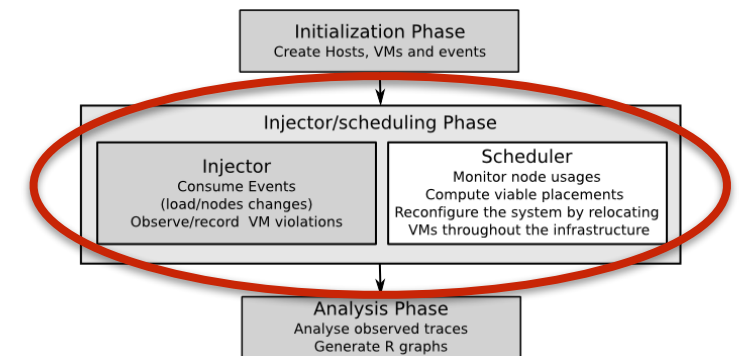 Initialization Phase
Create Hosts, VMs and events
Injector/scheduling Phase
Injector
Consume Events
(load/nodes changes)
Observe/record VM violations
Scheduler
Monitor node usages
Compute viable placements
Reconfigure the system by relocating
VMs throughout the infrastructure
Analysis Phase
Analyse observed traces
Generate R graphs